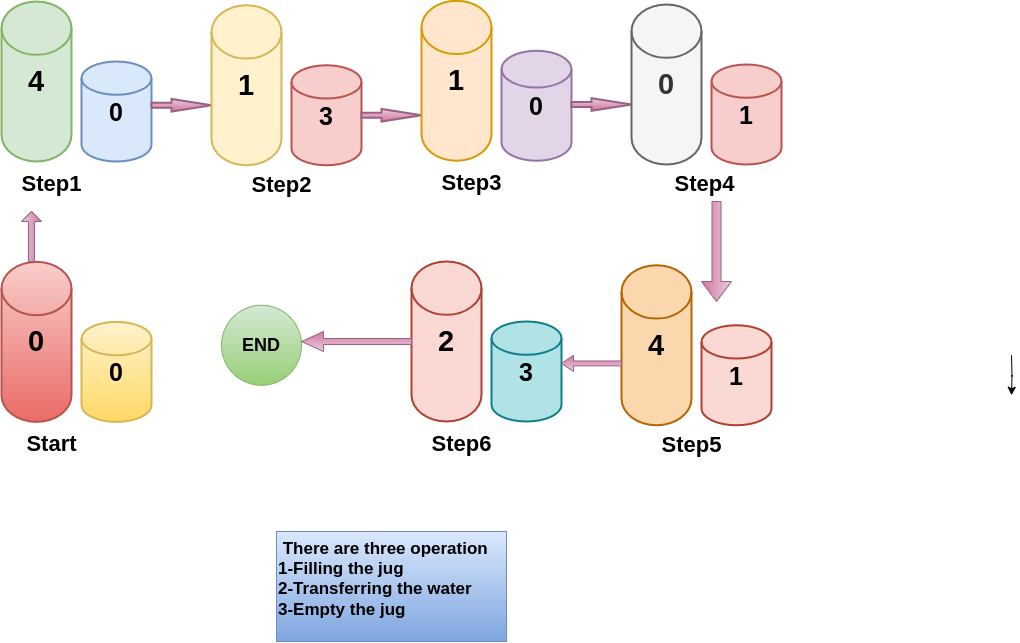 4
0
1
3
1
0
0
1
Step1
Step2
Step3
Step4
0
0
END
2
3
4
1
Start
Step6
Step5
There are three operation
1-Filling the jug
2-Transferring the water
3-Empty the jug